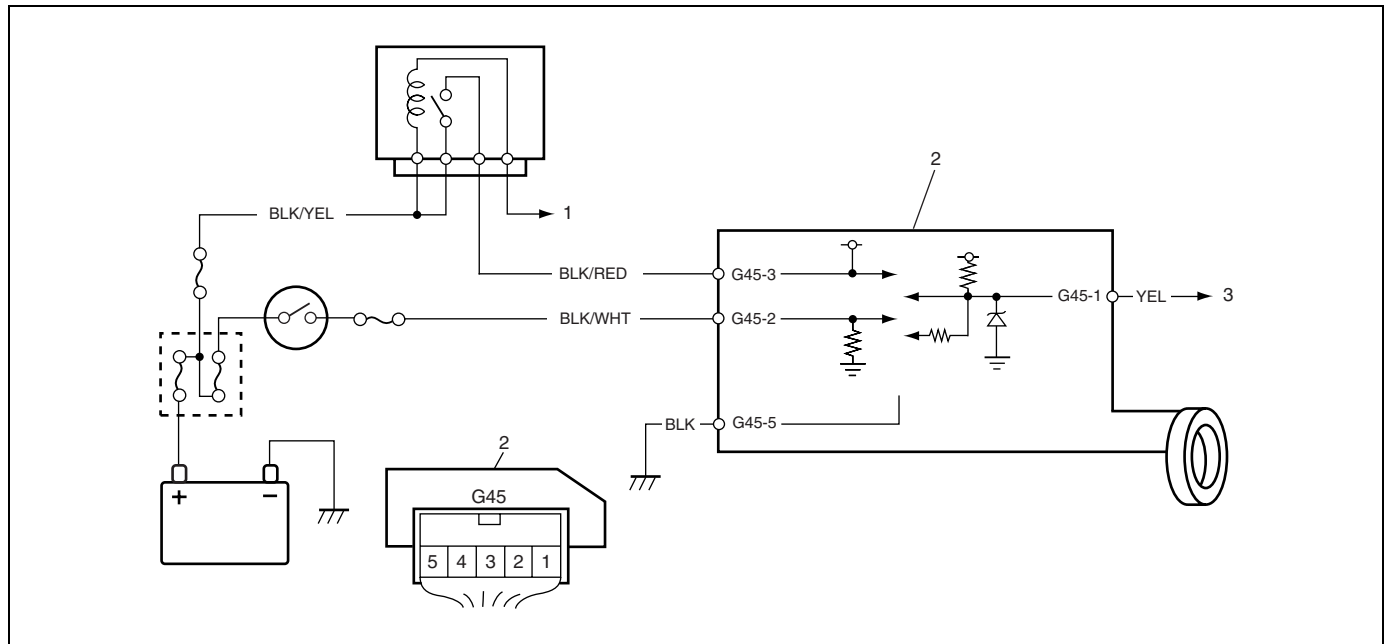 2
BLK/YEL
1
BLK/RED
G45-3
G45-1
YEL
3
BLK/WHT
G45-2
BLK
G45-5
2
+
−
G45
5 4 3 2 1